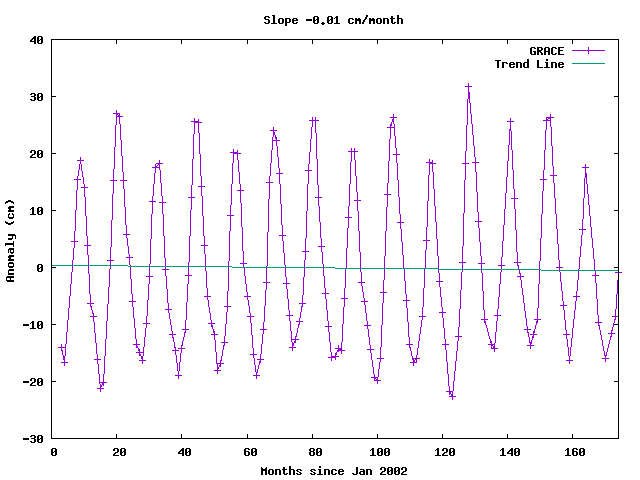 Slope -0.01 cm/month
GRACE
Trend Line
40
30
20
10
0
-10
-20
-30
Anomaly (cm)
0 20 40 60 80 100 120 140 160
Months since Jan 2002